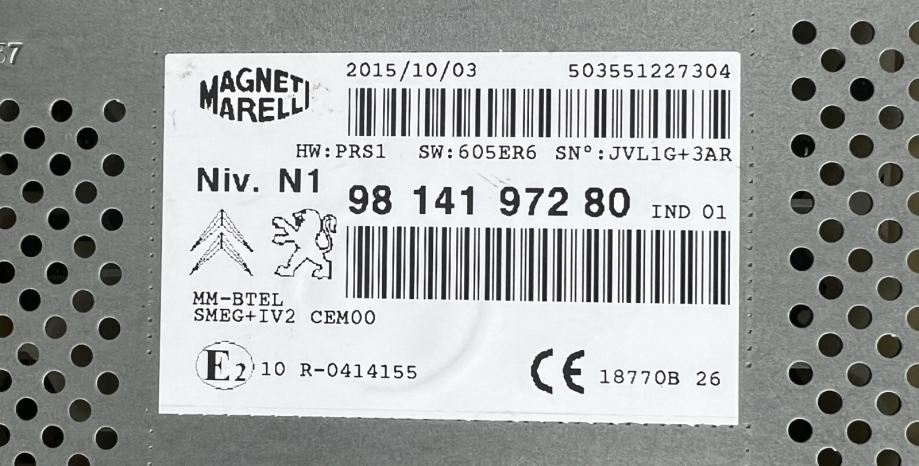 MAGNETI
MARELLI
2015/10/03 503551227304
HW:PRS1 SW:605ER6 SN°:JVL1G+3AR
Niv. N1
98 141 972 80 IND 01
MM-BTEL
SMEG+IV2 CEM00
E2 10 R-0414155
CE 18770B 26